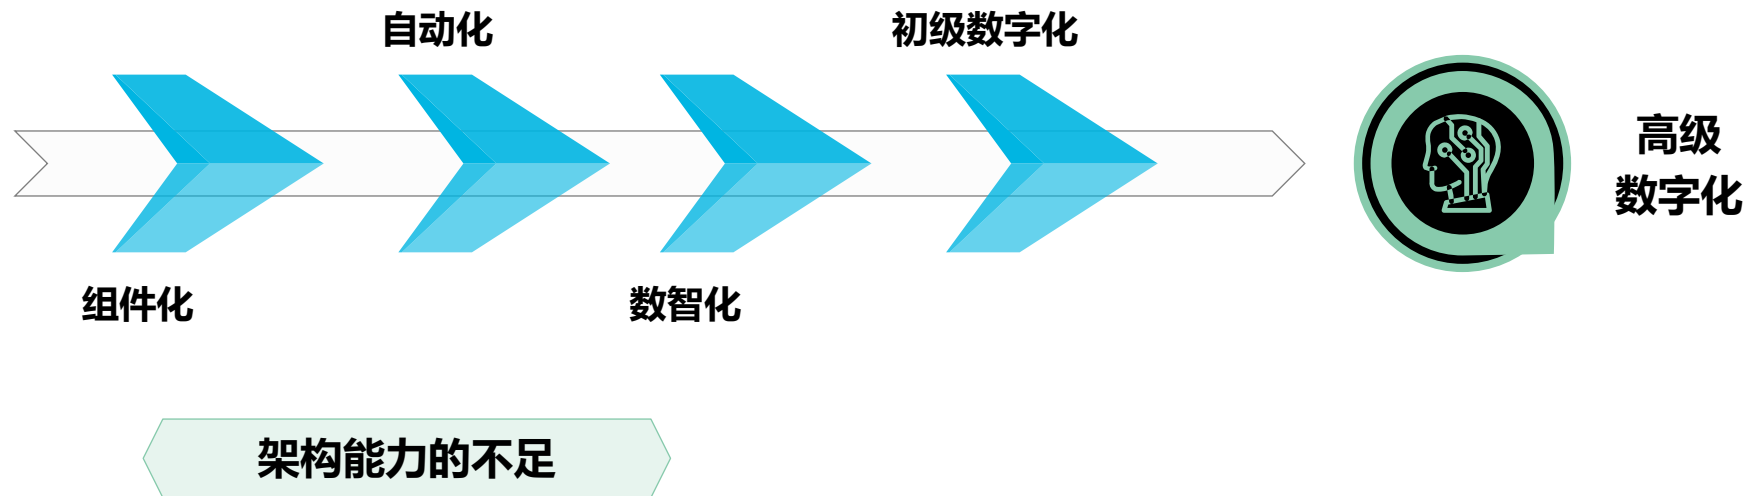 自动化
初级数字化
高级
数字化
组件化
数智化
架构能力的不足